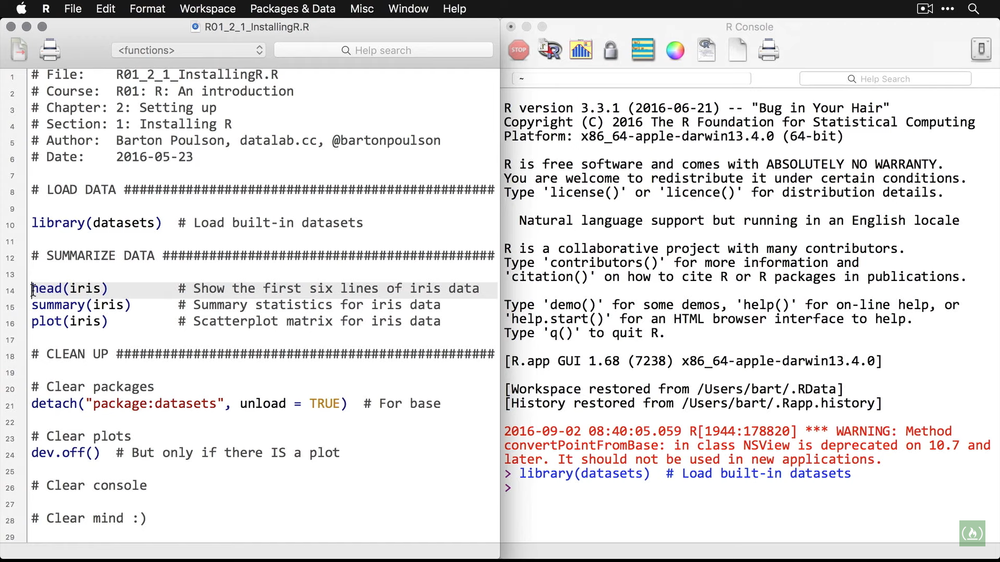 R File Edit Format Workspace Packages & Data Misc Window Help
R01_2_1_InstallingR.R
<functions>
Help search
1 # File:    R01_2_1_InstallingR.R
2 # Course:  R01: R: An introduction
3 # Chapter: 2: Setting up
4 # Section: 1: Installing R
5 # Author:  Barton Poulson, datalab.cc, @bartonpoulson
6 # Date:    2016-05-23
7
8 # LOAD DATA ################################################
9
10 library(datasets)  # Load built-in datasets
11
12 # SUMMARIZE DATA ###########################################
13
14 head(iris)         # Show the first six lines of iris data
15 summary(iris)      # Summary statistics for iris data
16 plot(iris)         # Scatterplot matrix for iris data
17
18 # CLEAN UP #################################################
19
20 # Clear packages
21 detach("package:datasets", unload = TRUE)  # For base
22
23 # Clear plots
24 dev.off()  # But only if there IS a plot
25
26 # Clear console
27
28 # Clear mind :)
29
R Console
STOP
~
Help Search
R version 3.3.1 (2016-06-21) -- "Bug in Your Hair"
Copyright (C) 2016 The R Foundation for Statistical Computing
Platform: x86_64-apple-darwin13.4.0 (64-bit)
R is free software and comes with ABSOLUTELY NO WARRANTY.
You are welcome to redistribute it under certain conditions.
Type 'license()' or 'licence()' for distribution details.
Natural language support but running in an English locale
R is a collaborative project with many contributors.
Type 'contributors()' for more information and
'citation()' on how to cite R or R packages in publications.
Type 'demo()' for some demos, 'help()' for on-line help, or
'help.start()' for an HTML browser interface to help.
Type 'q()' to quit R.
[R.app GUI 1.68 (7238) x86_64-apple-darwin13.4.0]
[Workspace restored from /Users/bart/.RData]
[History restored from /Users/bart/.Rapp.history]
2016-09-02 08:40:05.059 R[1944:178820] *** WARNING: Method
convertPointFromBase: in class NSView is deprecated on 10.7 and
later. It should not be used in new applications.
> library(datasets)  # Load built-in datasets
>